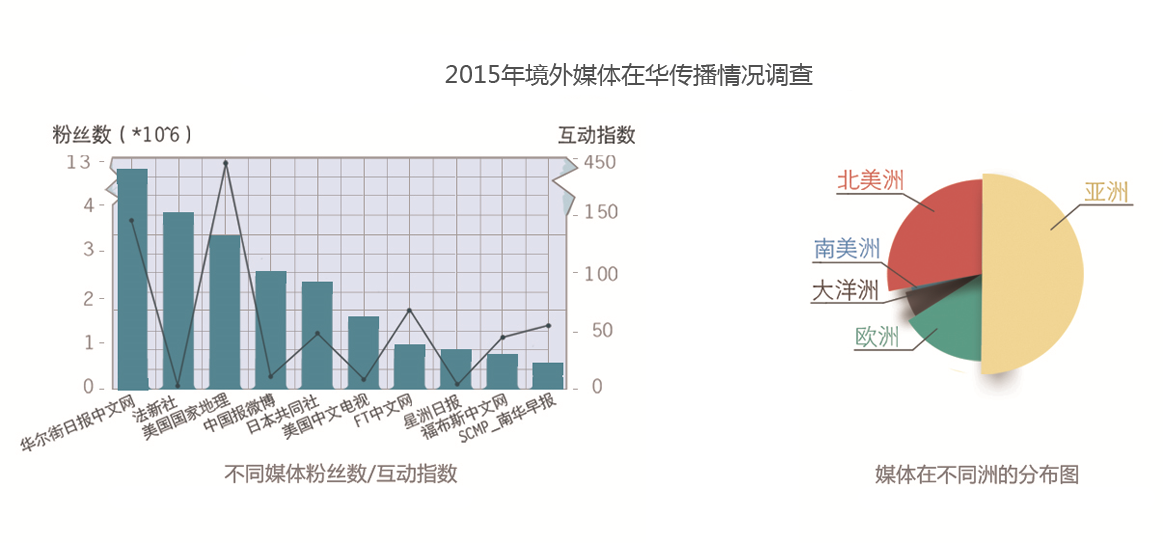 2015年境外媒体在华传播情况调查
粉丝数(*10^6)
互动指数
13
4
3
2
1
0
450
150
100
50
0
华尔街日报中文网
法新社
美国国家地理
中国报微博
日本共同社
美国中文电视
FT中文网
星洲日报
福布斯中文网
SCMP_南华早报
不同媒体粉丝数/互动指数
北美洲
亚洲
南美洲
大洋洲
欧洲
媒体在不同洲的分布图